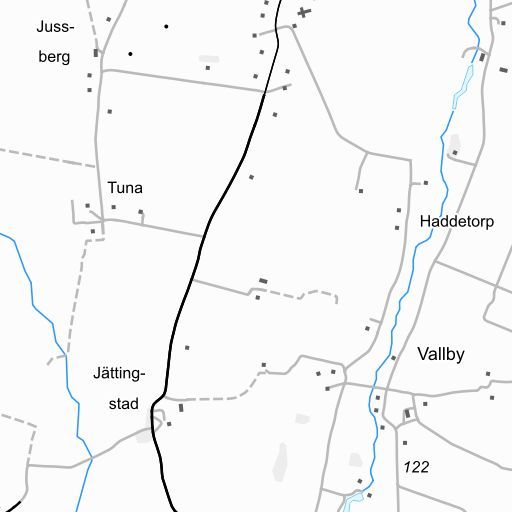 Juss-
berg
Tuna
Haddetorp
Vallby
Jätting-
stad
122